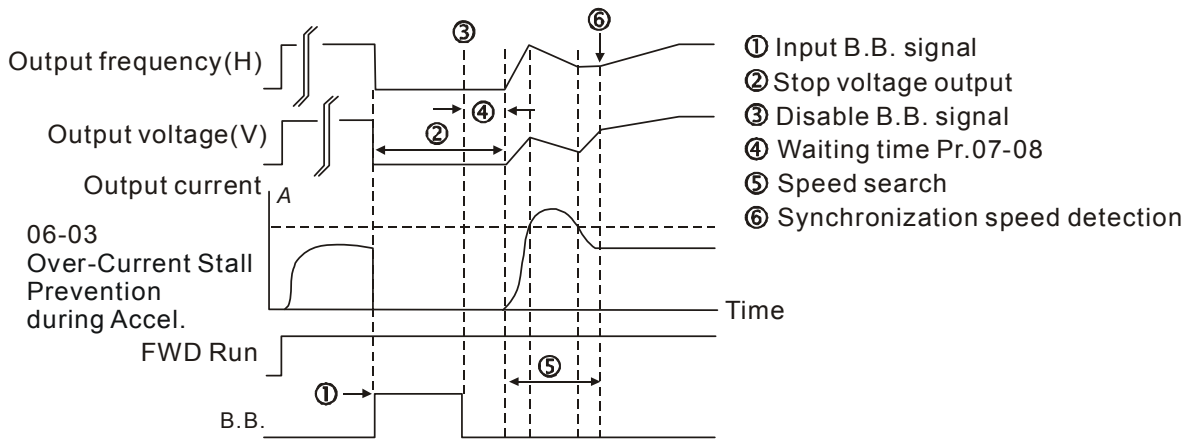 Output frequency(H)
Output voltage(V)
Output current
A
06-03
Over-Current Stall
Prevention
during Accel.
FWD Run
B.B.
Time
③
⑥
④
②
⑤
①
① Input B.B. signal
② Stop voltage output
③ Disable B.B. signal
④ Waiting time Pr.07-08
⑤ Speed search
⑥ Synchronization speed detection